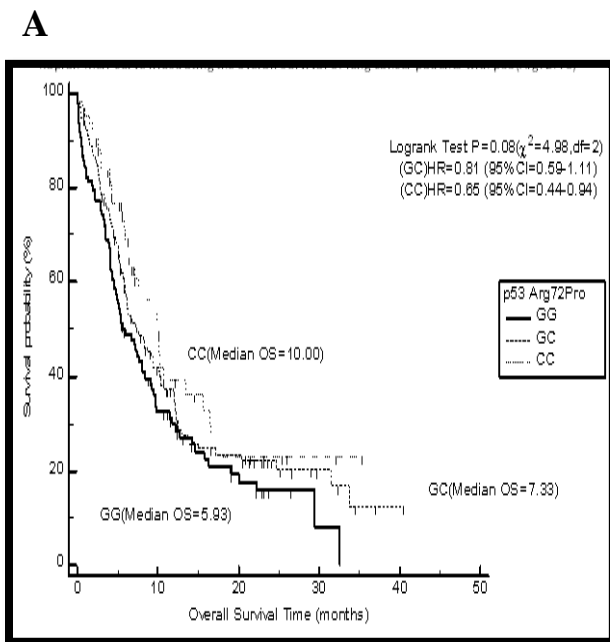 A
Logrank Test P=0.08(χ²=4.98,df=2)
(GC)HR=0.81 (95%CI=0.59-1.11)
(CC)HR=0.65 (95%CI=0.44-0.94)
p53 Arg72Pro
GG
GC
CC
CC(Median OS=10.00)
GC(Median OS=7.33)
GG(Median OS=5.93)
Survival probability (%)
100
80
60
40
20
0
0 10 20 30 40 50
Overall Survival Time (months)